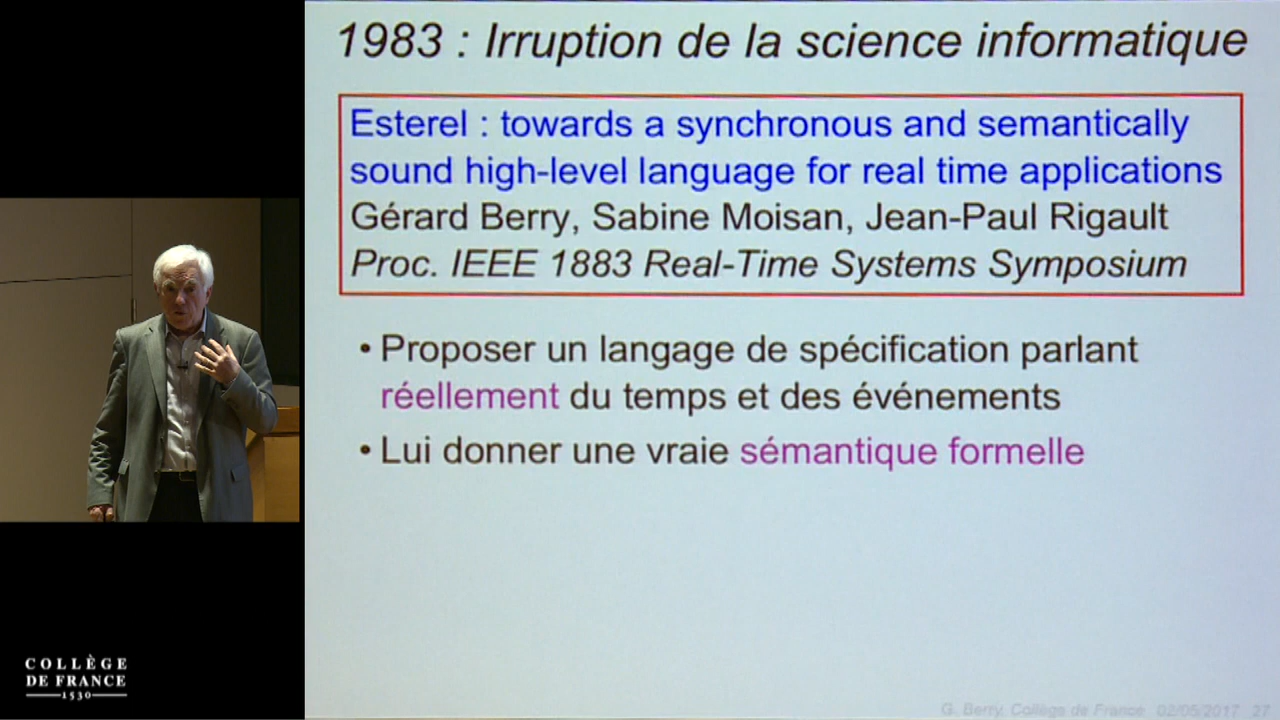 1983 : Irruption de la science informatique
Esterel : towards a synchronous and semantically
sound high-level language for real time applications
Gérard Berry, Sabine Moisan, Jean-Paul Rigault
Proc. IEEE 1883 Real-Time Systems Symposium
• Proposer un langage de spécification parlant
réellement du temps et des événements
• Lui donner une vraie sémantique formelle
COLLÈGE
DE FRANCE
1530
G. Berry, Collège de France 02/05/2017 27